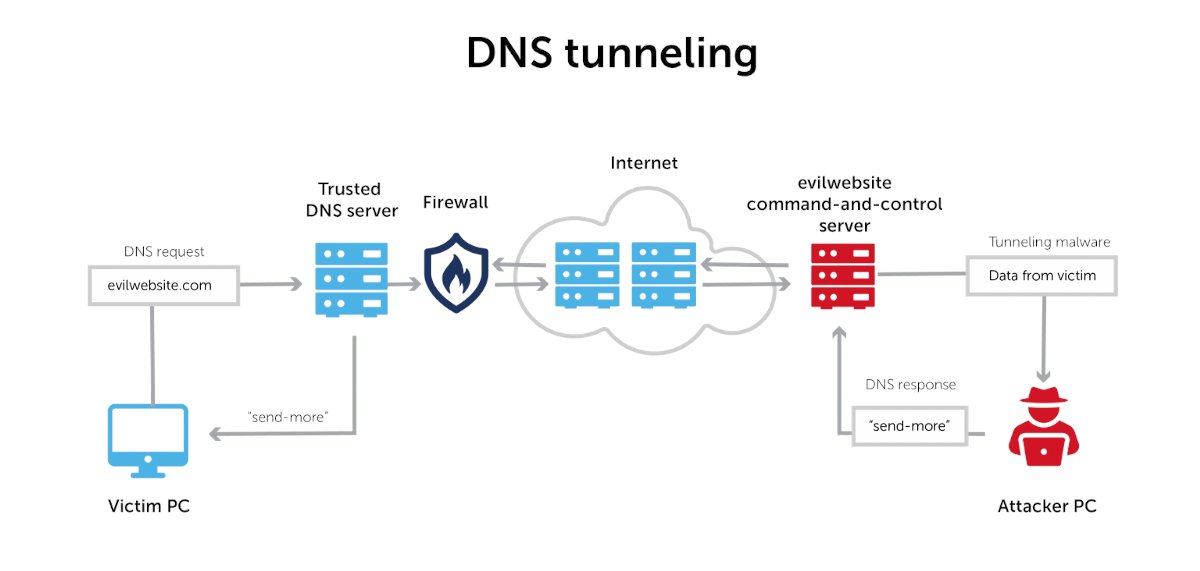 DNS tunneling
Internet
Trusted
DNS server
Firewall
evilwebsite
command-and-control
server
DNS request
evilwebsite.com
Tunneling malware
Data from victim
"send-more"
DNS response
"send-more"
Victim PC
Attacker PC